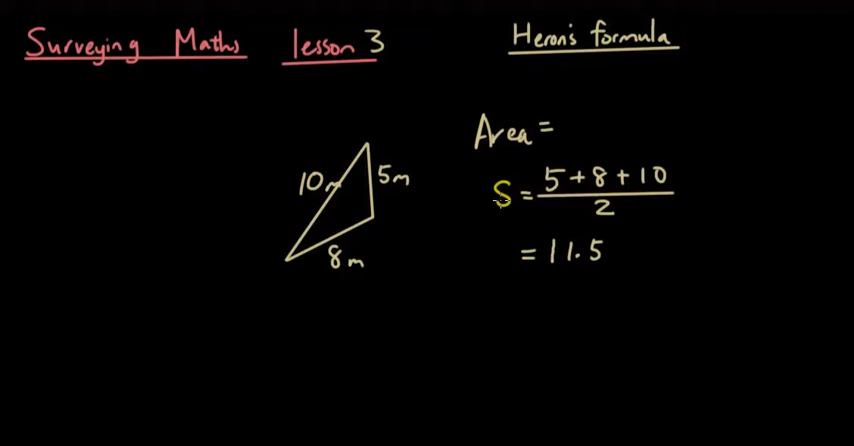 Surveying Maths lesson 3
Heron's formula
10m
5m
8m
Area =
S = 5 + 8 + 10
2
= 11.5